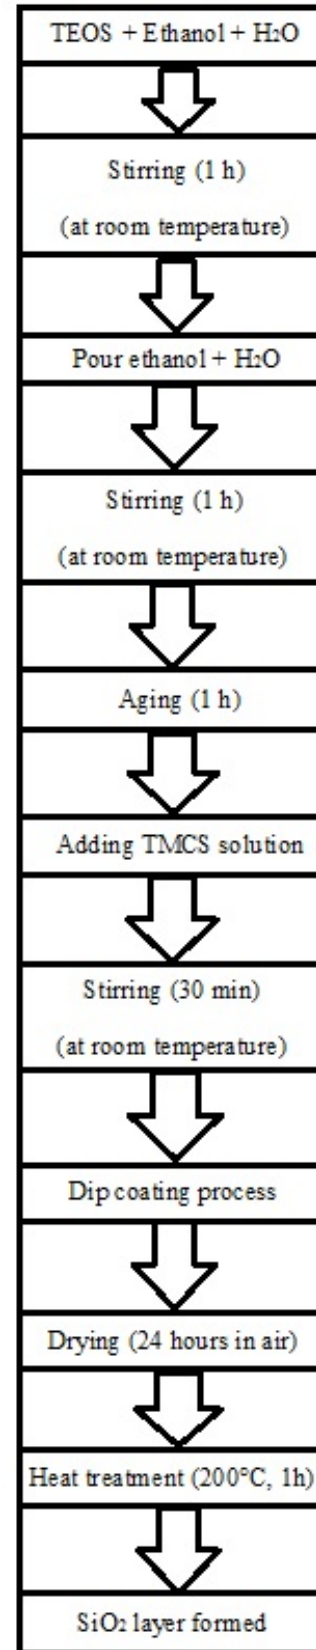 TEOS + Ethanol + H₂O
Stirring (1 h)
(at room temperature)
Pour ethanol + H₂O
Stirring (1 h)
(at room temperature)
Aging (1 h)
Adding TMCS solution
Stirring (30 min)
(at room temperature)
Dip coating process
Drying (24 hours in air)
Heat treatment (200°C, 1h)
SiO₂ layer formed